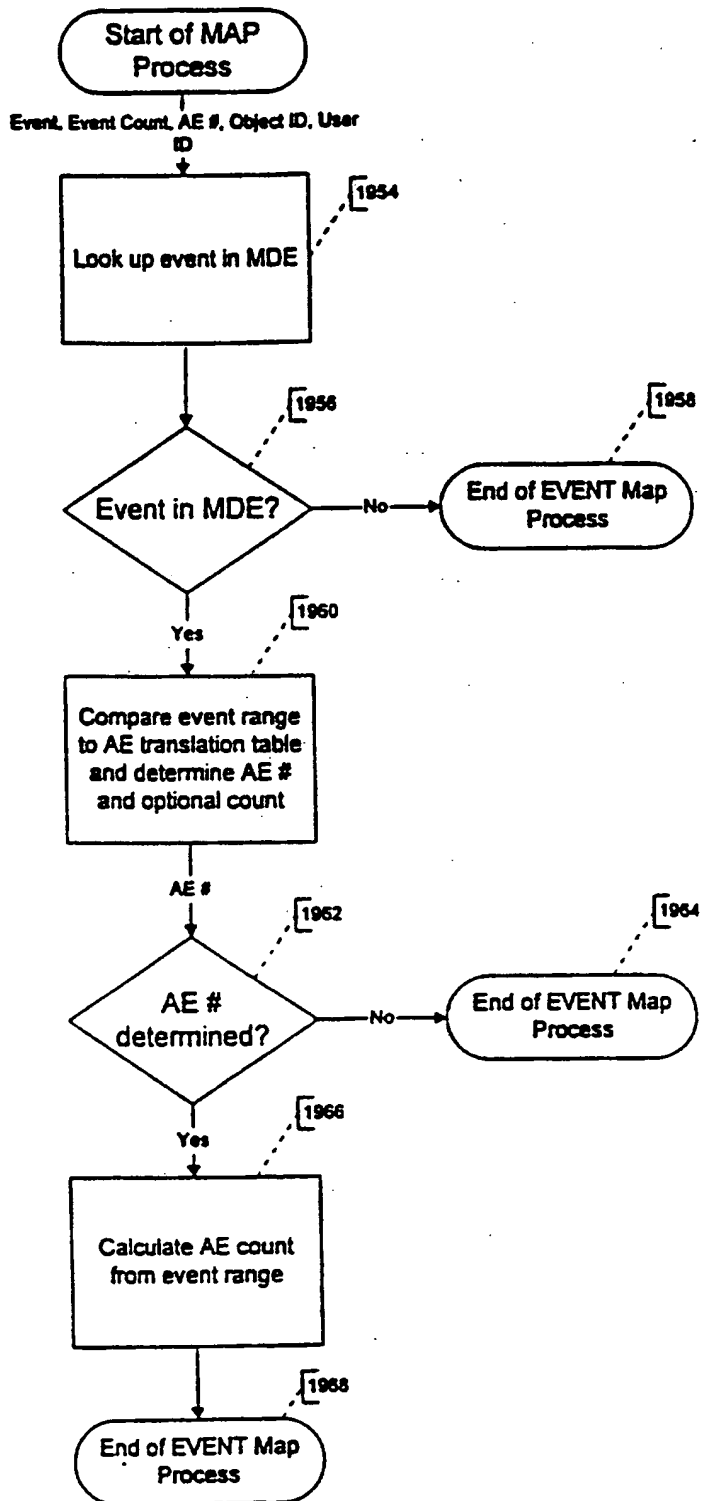 Start of MAP
Process
Event, Event Count, AE #, Object ID, User
ID
1954
Look up event in MDE
1956
1958
Event in MDE?
No
End of EVENT Map
Process
Yes
1960
Compare event range
to AE translation table
and determine AE #
and optional count
AE #
1962
1964
AE #
determined?
No
End of EVENT Map
Process
Yes
1966
Calculate AE count
from event range
1968
End of EVENT Map
Process